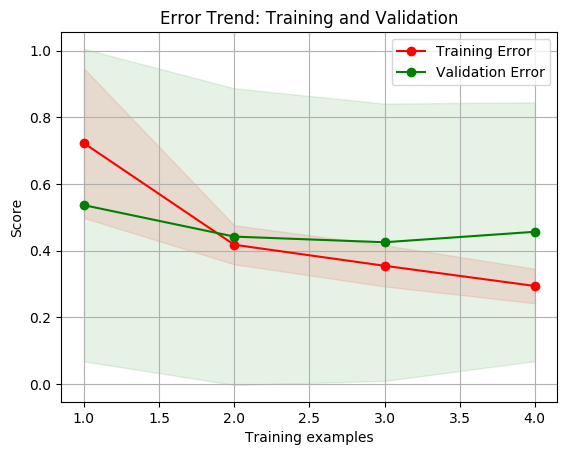 Error Trend: Training and Validation
Training Error
Validation Error
Score
1.0
0.8
0.6
0.4
0.2
0.0
1.0 1.5 2.0 2.5 3.0 3.5 4.0
Training examples